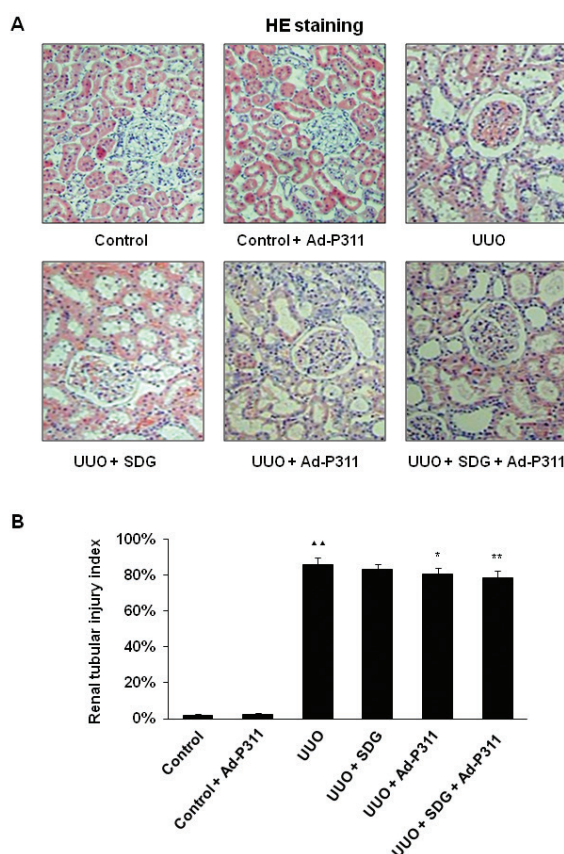 A
HE staining
Control
Control + Ad-P311
UUO
UUO + SDG
UUO + Ad-P311
UUO + SDG + Ad-P311
B
Renal tubular injury index
100%
80%
60%
40%
20%
0%
▲▲
*
**
Control
Control + Ad-P311
UUO
UUO + SDG
UUO + Ad-P311
UUO + SDG + Ad-P311